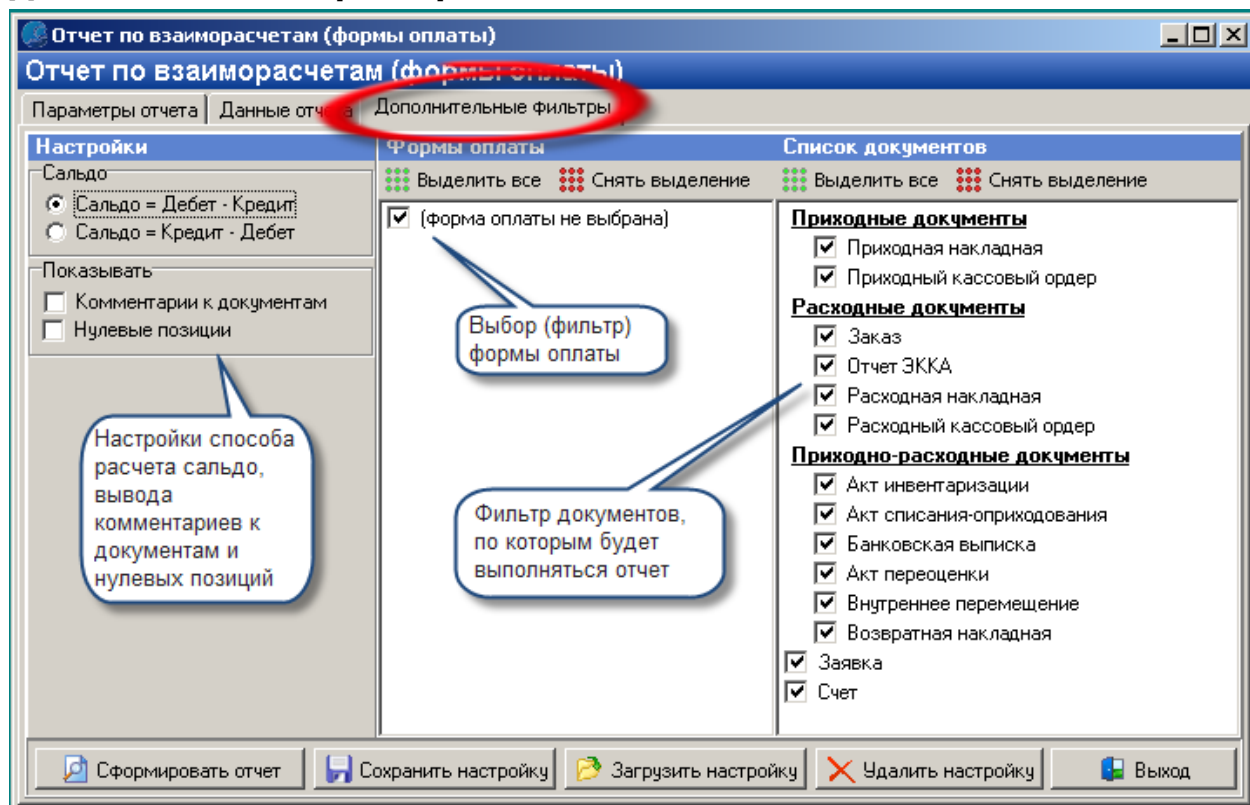 Отчет по взаиморасчетам (формы оплаты)
Отчет по взаиморасчетам (формы оплаты)
Параметры отчета
Данные отчета
Дополнительные фильтры
Настройки
Сальдо
Сальдо = Дебет - Кредит
Сальдо = Кредит - Дебет
Показывать
Комментарии к документам
Нулевые позиции
Настройки способа
расчета сальдо,
вывода
комментариев к
документам и
нулевых позиций
Формы оплаты
Выделить все
Снять выделение
(форма оплаты не выбрана)
Выбор (фильтр)
формы оплаты
Фильтр документов,
по которым будет
выполняться отчет
Список документов
Выделить все
Снять выделение
Приходные документы
Приходная накладная
Приходный кассовый ордер
Расходные документы
Заказ
Отчет ЭККА
Расходная накладная
Расходный кассовый ордер
Приходно-расходные документы
Акт инвентаризации
Акт списания-оприходования
Банковская выписка
Акт переоценки
Внутреннее перемещение
Возвратная накладная
Заявка
Счет
Сформировать отчет
Сохранить настройку
Загрузить настройку
Удалить настройку
Выход